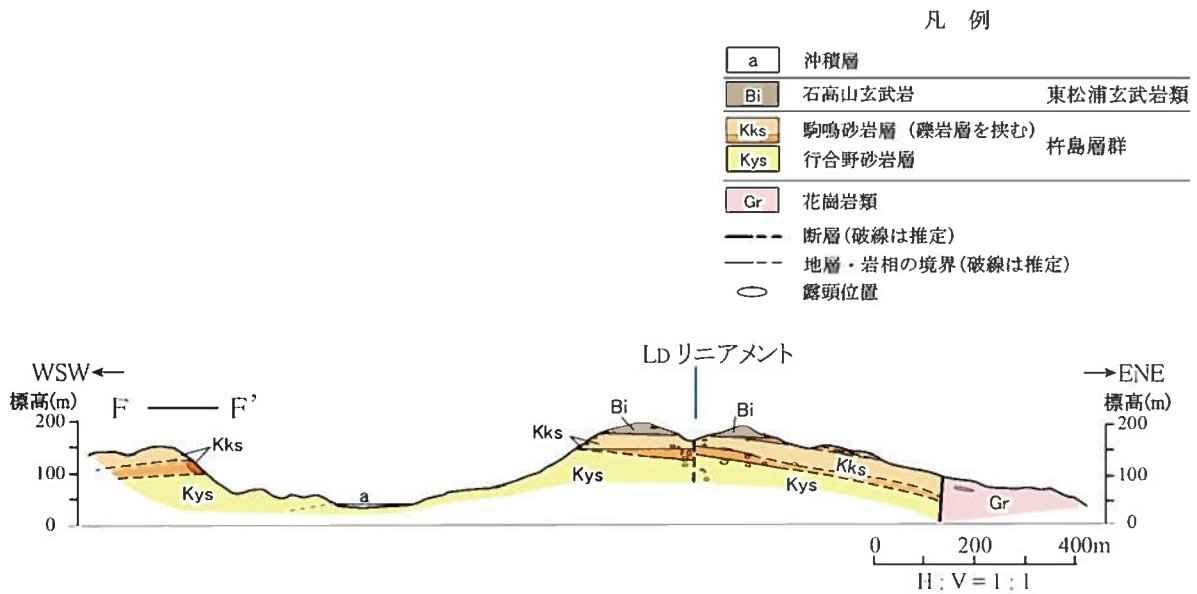 凡 例
a 沖積層
Bi 石高山玄武岩 東松浦玄武岩類
Kks 駒鳴砂岩層 (礫岩層を挟む)
杵島層群
Kys 行合野砂岩層
Gr 花崗岩類
断層(破線は推定)
地層・岩相の境界(破線は推定)
露頭位置
LD リニアメント
WSW ENE
標高(m) F F’ 標高(m)
200 Bi Bi 200
Kks Kks
100 Kks 100
Kys Kys
a Gr
0 0
0 200 400m
H : V = 1 : 1